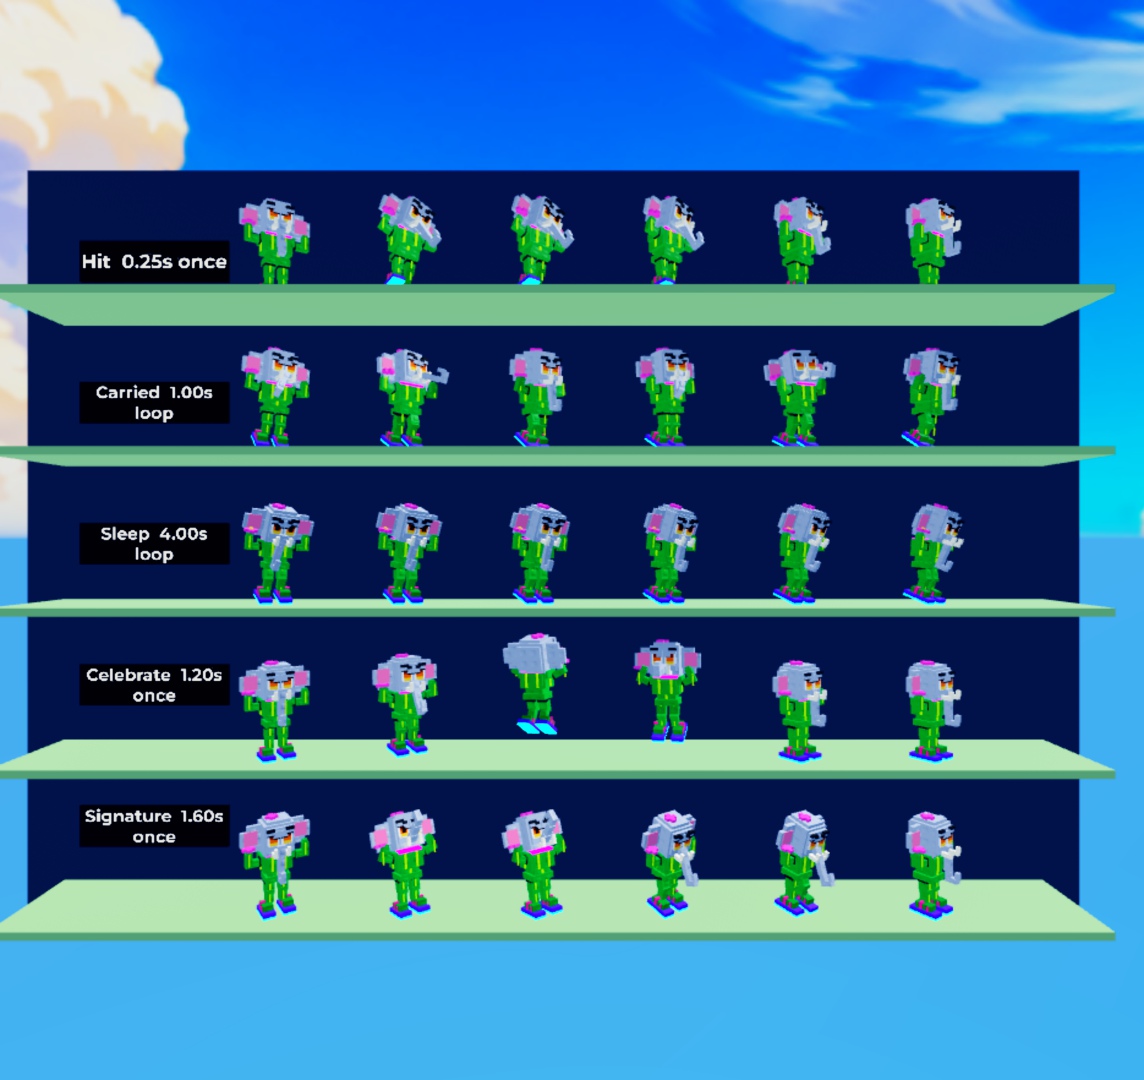 Hit 0.25s once
Carried 1.00s
loop
Sleep 4.00s
loop
Celebrate 1.20s
once
Signature 1.60s
once